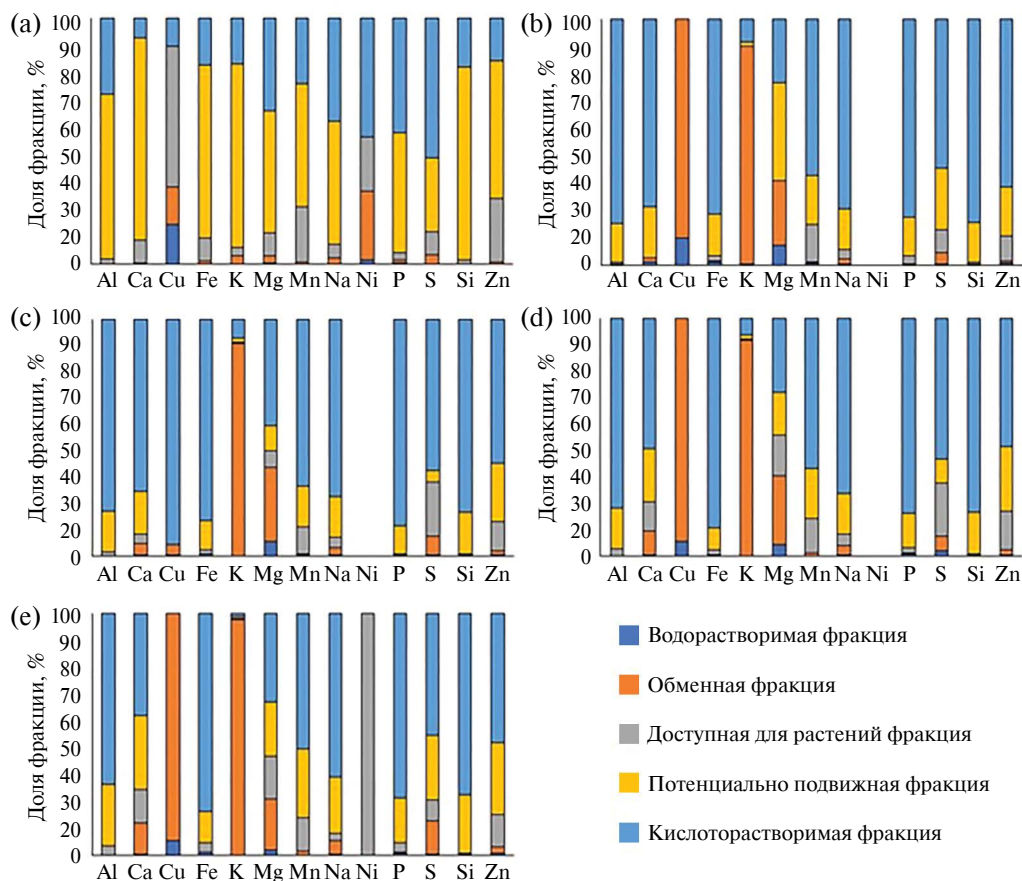 (a)
Доля фракции, %
100
90
80
70
60
50
40
30
20
10
0
Al Ca Cu Fe K Mg Mn Na Ni P S Si Zn
(b)
Доля фракции, %
100
90
80
70
60
50
40
30
20
10
0
Al Ca Cu Fe K Mg Mn Na Ni P S Si Zn
(c)
Доля фракции, %
100
90
80
70
60
50
40
30
20
10
0
Al Ca Cu Fe K Mg Mn Na Ni P S Si Zn
(d)
Доля фракции, %
100
90
80
70
60
50
40
30
20
10
0
Al Ca Cu Fe K Mg Mn Na Ni P S Si Zn
(e)
Доля фракции, %
100
90
80
70
60
50
40
30
20
10
0
Al Ca Cu Fe K Mg Mn Na Ni P S Si Zn
Водорастворимая фракция
Обменная фракция
Доступная для растений фракция
Потенциально подвижная фракция
Кислоторастворимая фракция